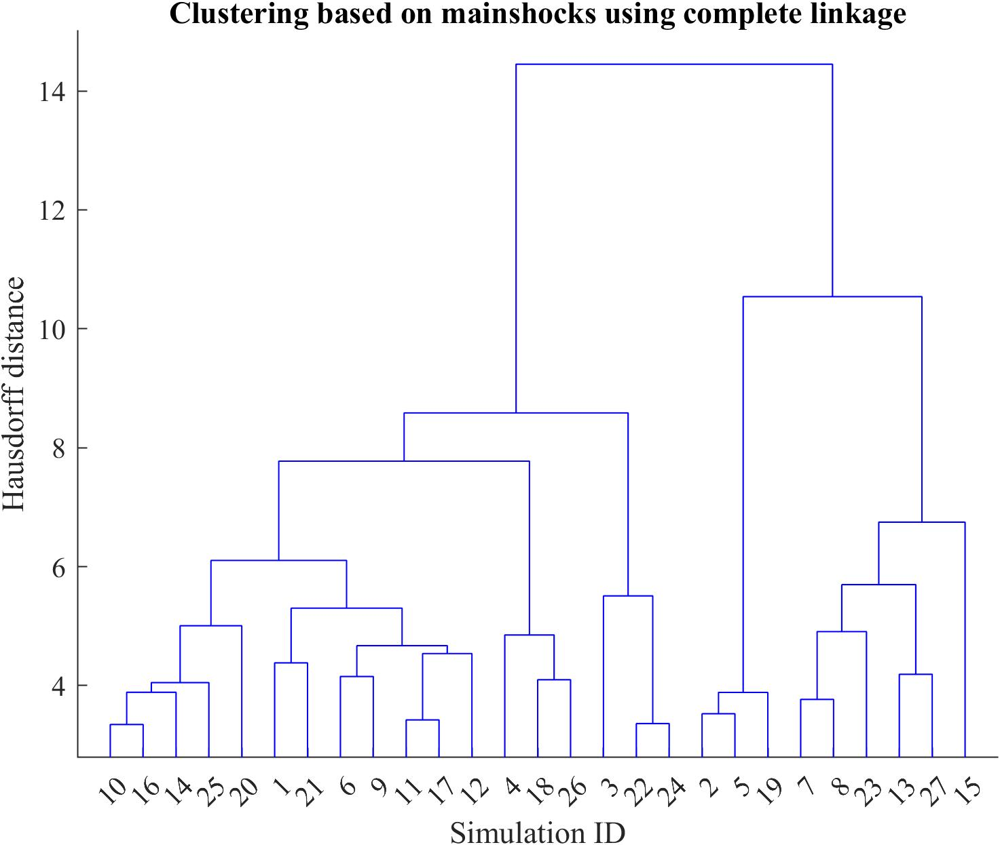 Clustering based on mainshocks using complete linkage
Hausdorff distance
14
12
10
8
6
4
10 16 14 25 20 1 21 6 9 11 17 12 4 18 26 3 22 24 2 5 19 7 8 23 13 27 15
Simulation ID